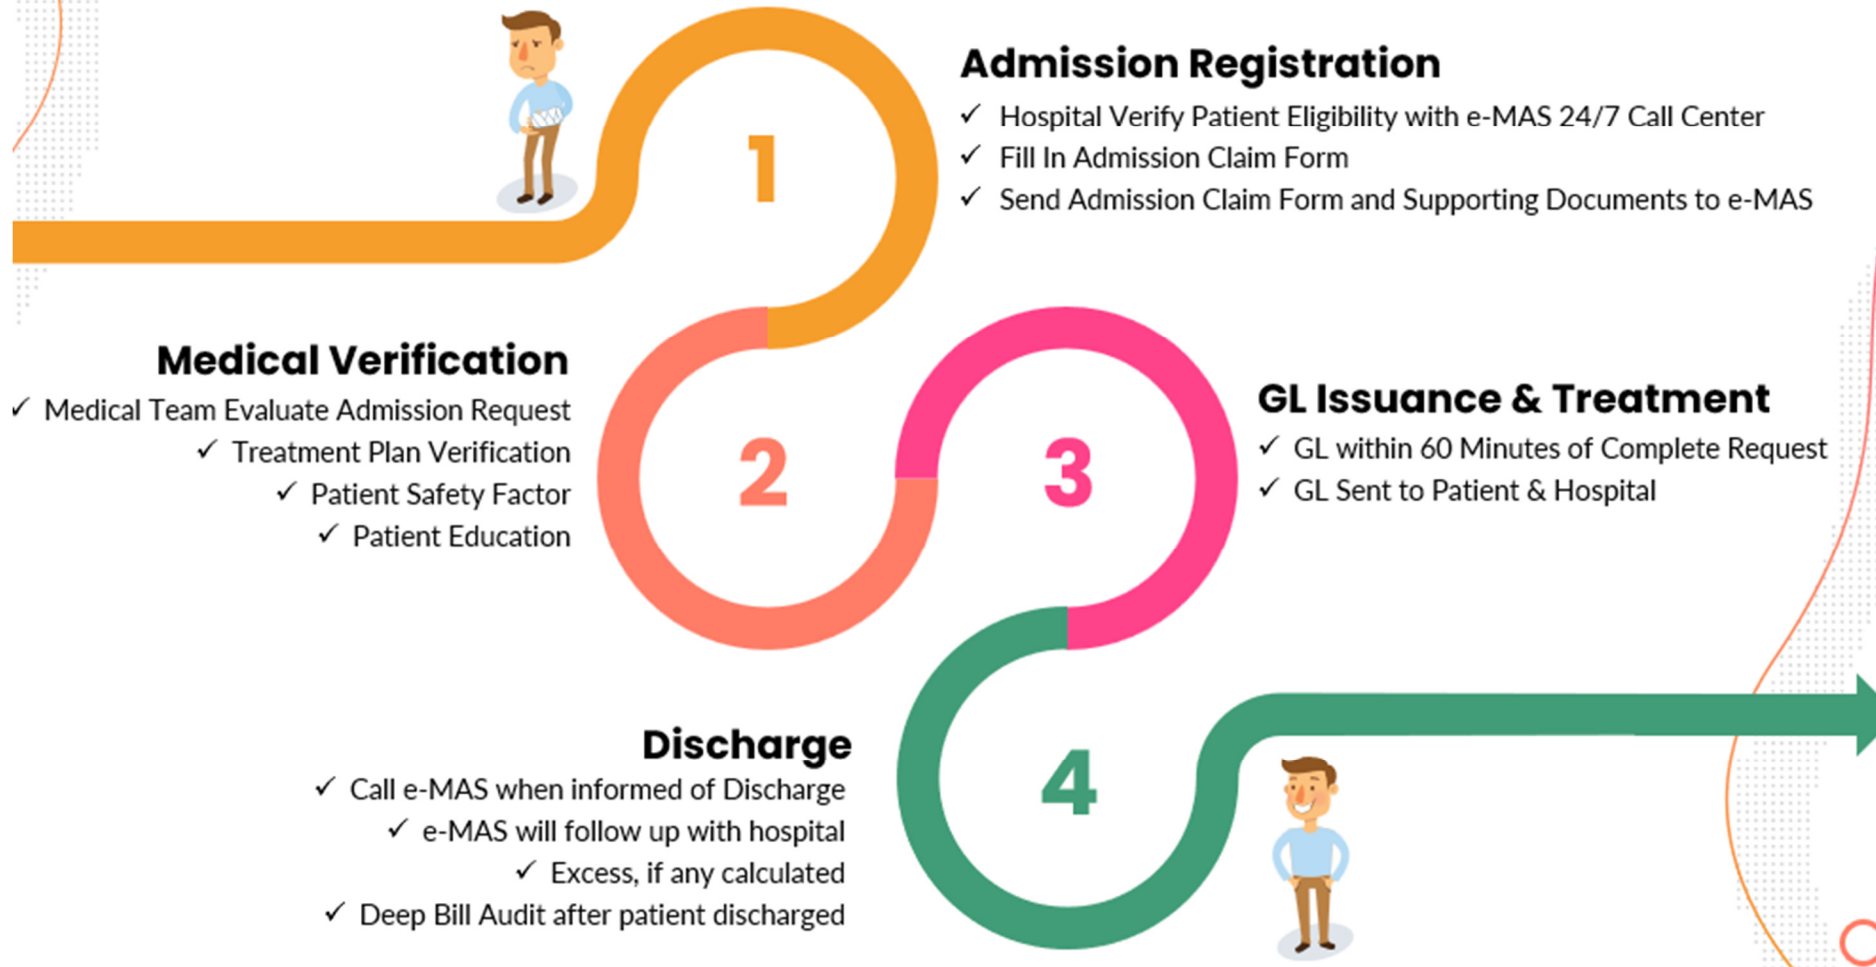 1
Admission Registration
✓ Hospital Verify Patient Eligibility with e-MAS 24/7 Call Center
✓ Fill In Admission Claim Form
✓ Send Admission Claim Form and Supporting Documents to e-MAS
2
Medical Verification
✓ Medical Team Evaluate Admission Request
✓ Treatment Plan Verification
✓ Patient Safety Factor
✓ Patient Education
3
GL Issuance & Treatment
✓ GL within 60 Minutes of Complete Request
✓ GL Sent to Patient & Hospital
4
Discharge
✓ Call e-MAS when informed of Discharge
✓ e-MAS will follow up with hospital
✓ Excess, if any calculated
✓ Deep Bill Audit after patient discharged